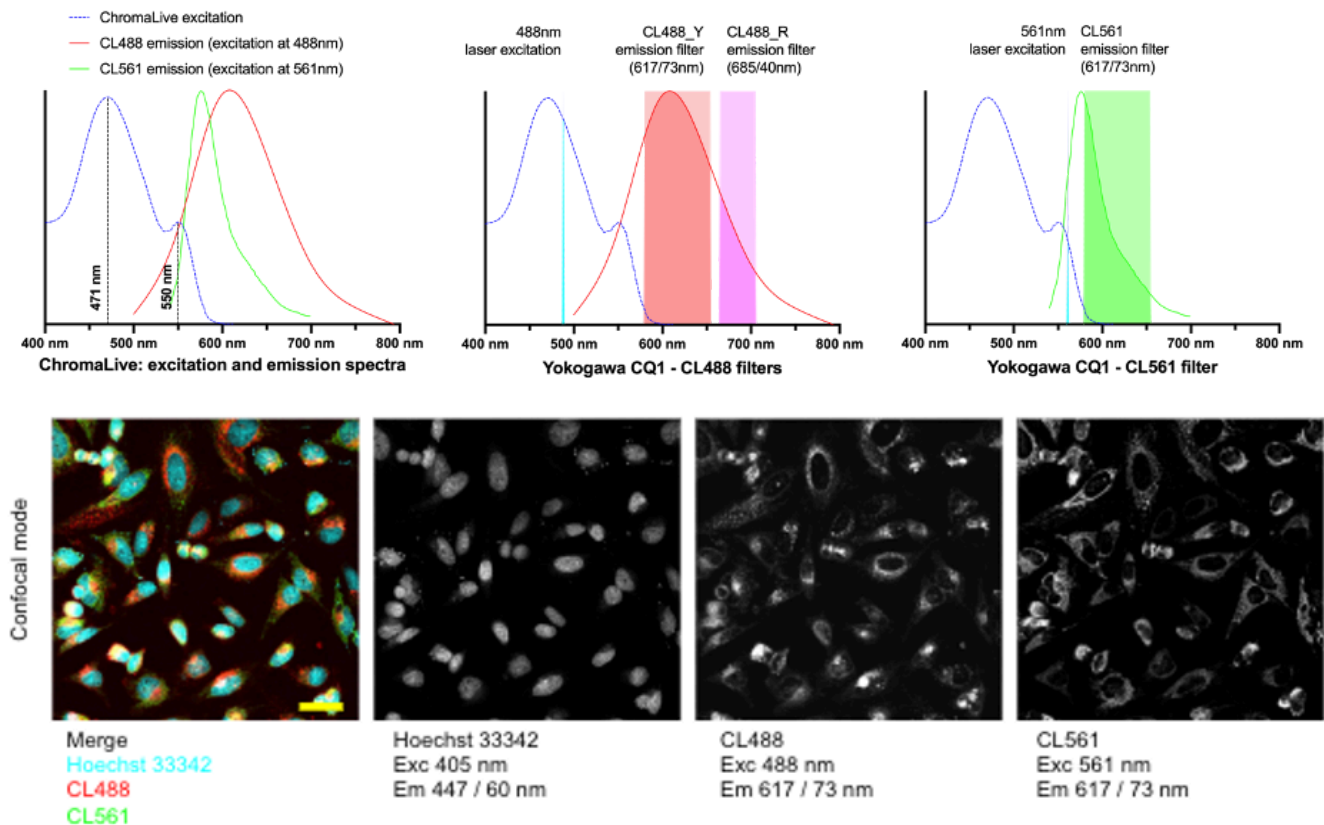 ChromaLive excitation
CL488 emission (excitation at 488nm)
CL561 emission (excitation at 561nm)
471 nm
550 nm
400 nm
500 nm
600 nm
700 nm
800 nm
ChromaLive: excitation and emission spectra
488nm
laser excitation
CL488_Y
emission filter
(617/73nm)
CL488_R
emission filter
(685/40nm)
400 nm
500 nm
600 nm
700 nm
800 nm
Yokogawa CQ1 - CL488 filters
561nm
laser excitation
CL561
emission filter
(617/73nm)
400 nm
500 nm
600 nm
700 nm
800 nm
Yokogawa CQ1 - CL561 filter
Confocal mode
Merge
Hoechst 33342
CL488
CL561
Hoechst 33342
Exc 405 nm
Em 447 / 60 nm
CL488
Exc 488 nm
Em 617 / 73 nm
CL561
Exc 561 nm
Em 617 / 73 nm